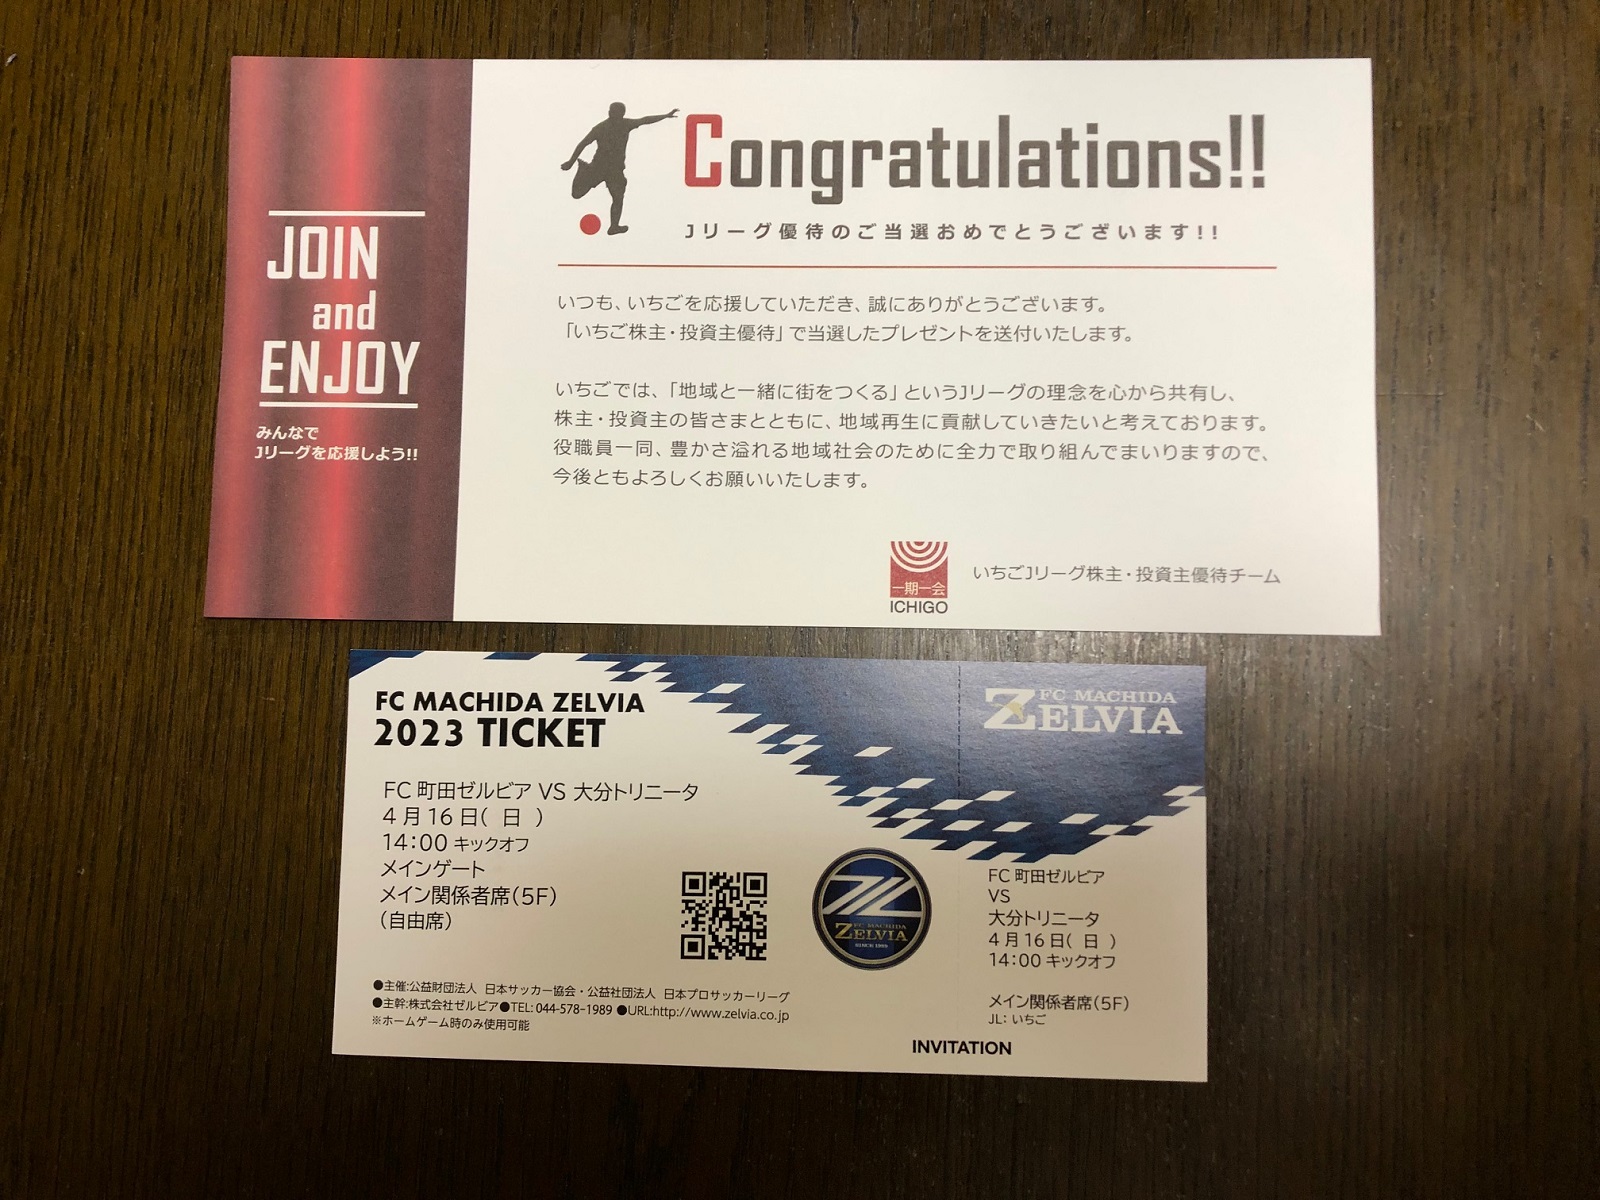 JOIN
and
ENJOY
みんなで
Jリーグを応援しよう!!
Congratulations!!
Jリーグ優待のご当選おめでとうございます!!
いつも、いちごを応援していただき、誠にありがとうございます。
「いちご株主・投資主優待」で当選したプレゼントを送付いたします。
いちごでは、「地域と一緒に街をつくる」というJリーグの理念を心から共有し、
株主・投資主の皆さまとともに、地域再生に貢献していきたいと考えております。
役職員一同、豊かさ溢れる地域社会のために全力で取り組んでまいりますので、
今後ともよろしくお願いいたします。
一期一会
ICHIGO
いちごJリーグ株主・投資主優待チーム
FC MACHIDA ZELVIA
2023 TICKET
FC町田ゼルビア VS 大分トリニータ
4月16日( 日 )
14:00 キックオフ
メインゲート
メイン関係者席(5F)
(自由席)
●主催:公益財団法人 日本サッカー協会・公益社団法人 日本プロサッカーリーグ
●主幹:株式会社ゼルビア●TEL: 044-578-1989 ●URL:http://www.zelvia.co.jp
※ホームゲーム時のみ使用可能
FC MACHIDA
ZELVIA
SINCE 1989
FC MACHIDA
ZELVIA
FC町田ゼルビア
VS
大分トリニータ
4月16日( 日 )
14:00 キックオフ
メイン関係者席(5F)
JL: いちご
INVITATION